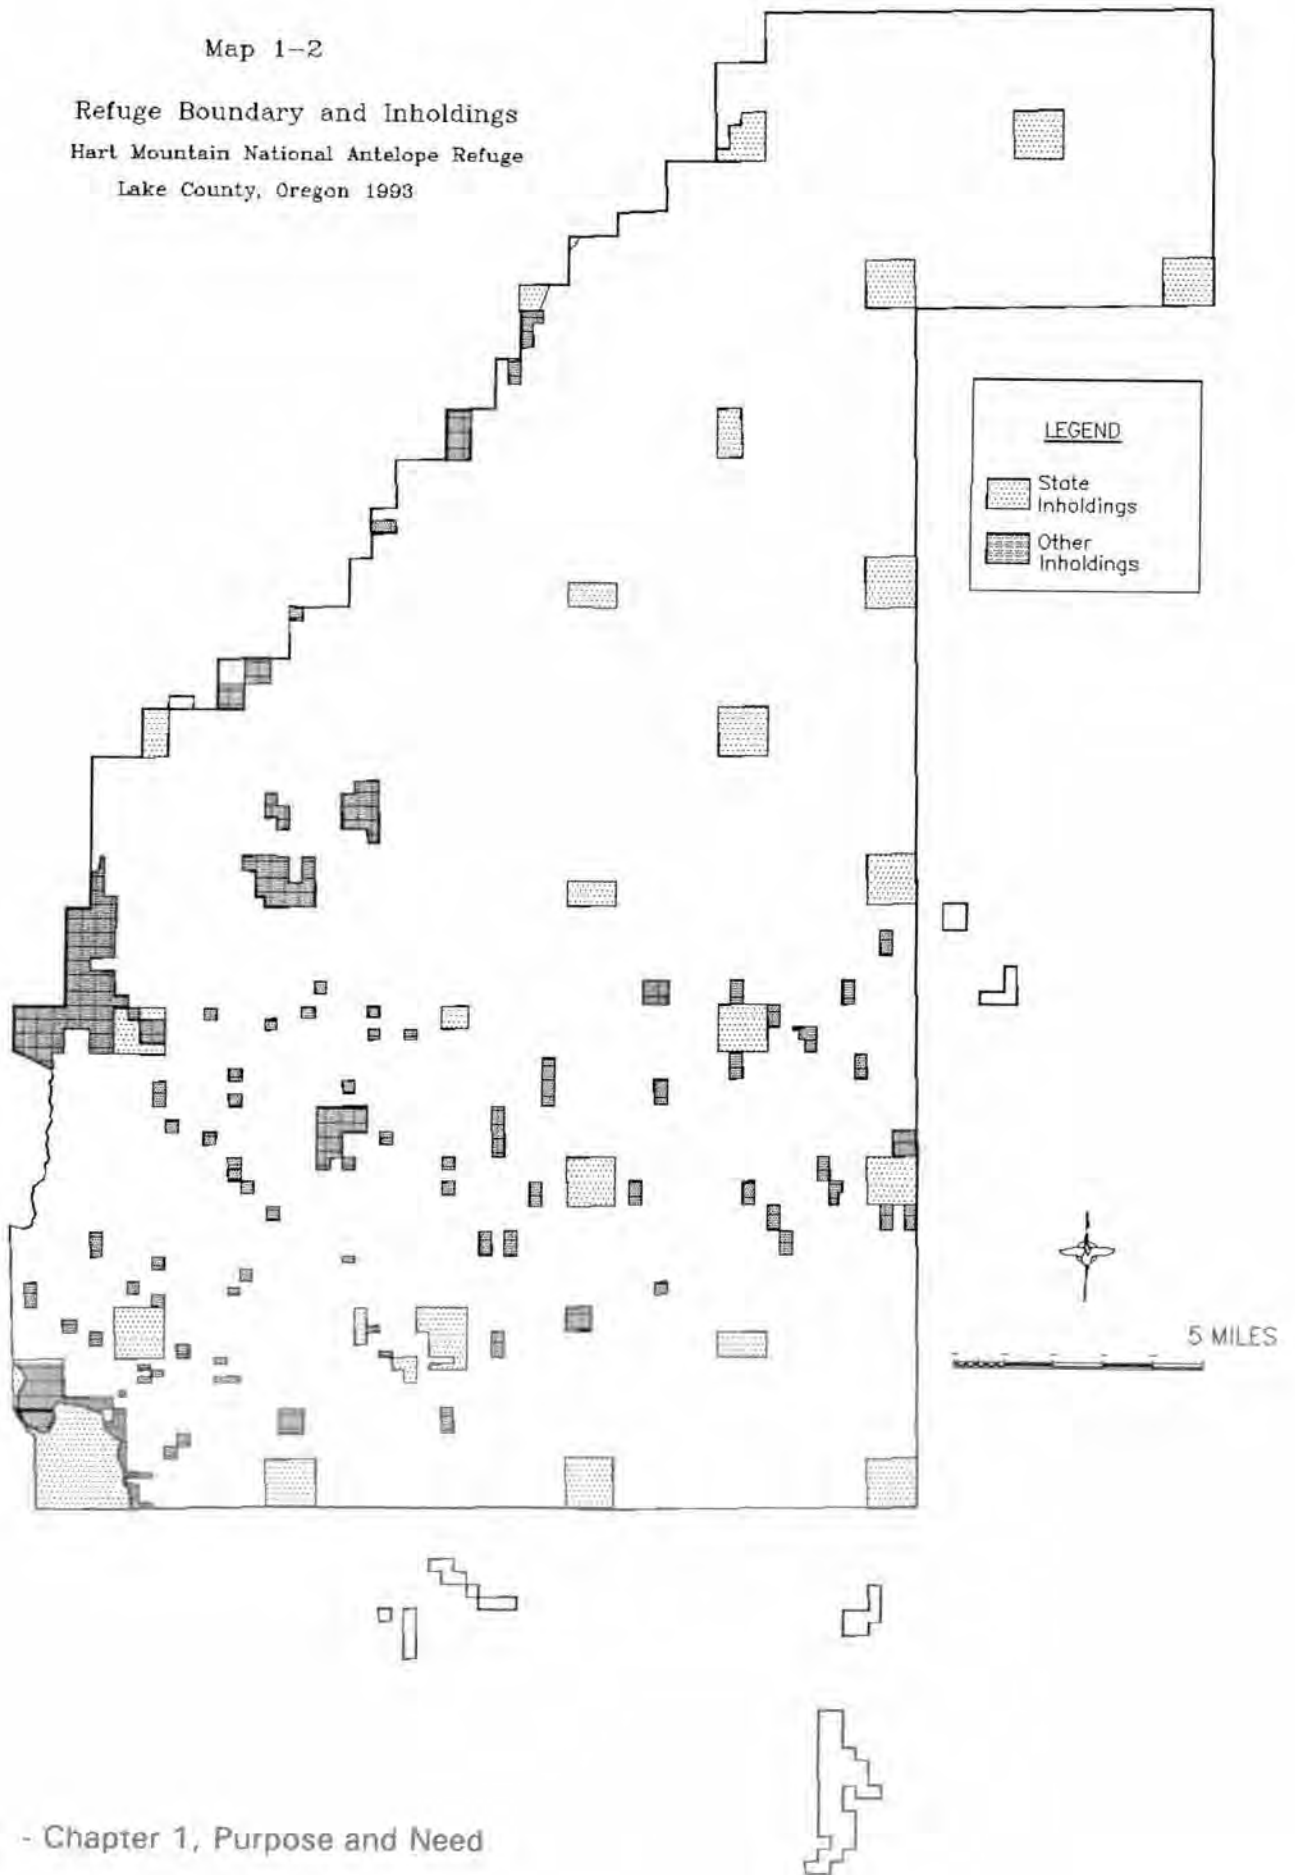 Map 1-2
Refuge Boundary and Inholdings
Hart Mountain National Antelope Refuge
Lake County, Oregon 1993
LEGEND
State
Inholdings
Other
Inholdings
5 MILES
- Chapter 1, Purpose and Need